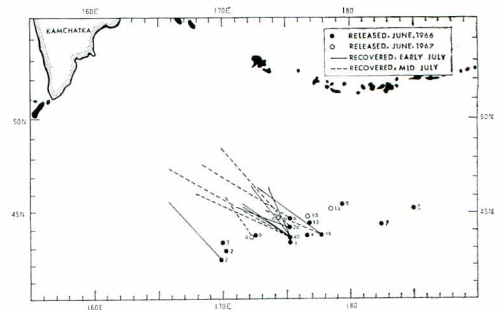 160E 170E 180
KAMCHATKA
RELEASED, JUNE, 1966
RELEASED, JUNE, 1967
RECOVERED, EARLY JULY
RECOVERED, MID JULY
50N 50N
45N 45N
160E 170E 180